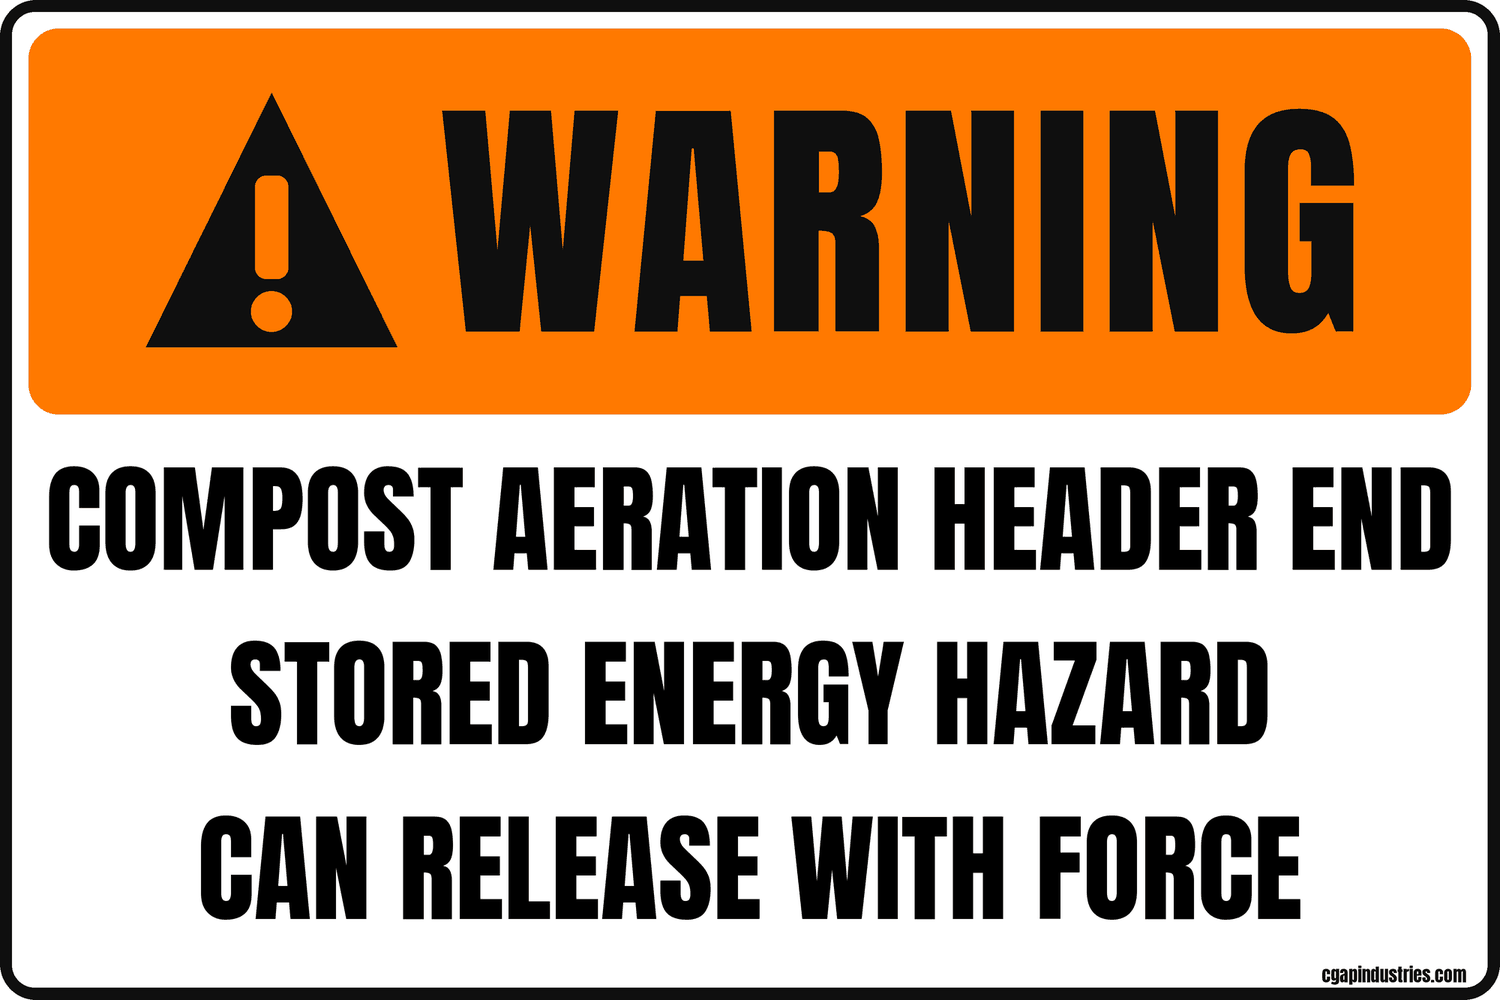 WARNING
COMPOST AERATION HEADER END
STORED ENERGY HAZARD
CAN RELEASE WITH FORCE
cgapindustries.com